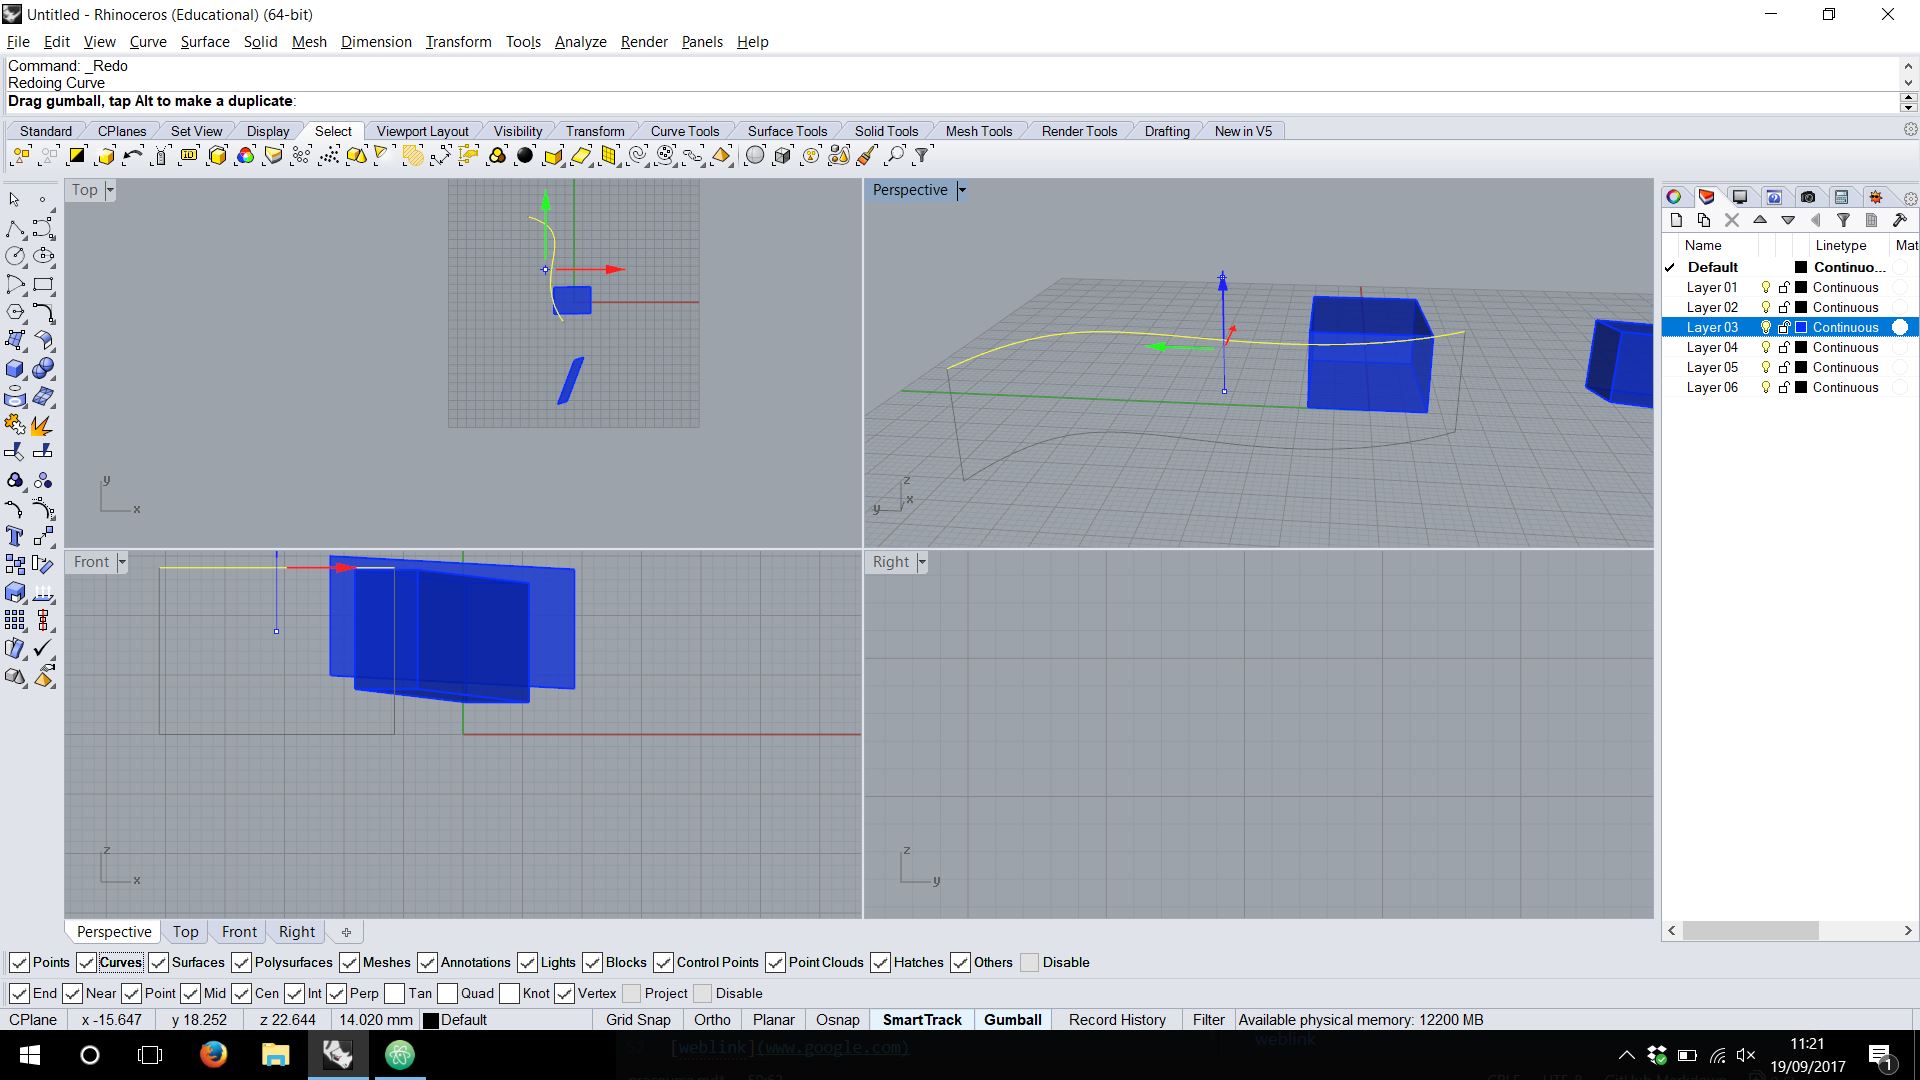 Untitled - Rhinoceros (Educational) (64-bit)
File Edit View Curve Surface Solid Mesh Dimension Transform Tools Analyze Render Panels Help
Command: _Redo
Redoing Curve
Drag gumball, tap Alt to make a duplicate:
Standard CPlanes Set View Display Select Viewport Layout Visibility Transform Curve Tools Surface Tools Solid Tools Mesh Tools Render Tools Drafting New in V5
Top
Perspective
Name Linetype Mat
Default Continuo...
Layer 01 Continuous
Layer 02 Continuous
Layer 03 Continuous
Layer 04 Continuous
Layer 05 Continuous
Layer 06 Continuous
y
x
z
x
y
Front
Right
z
x
z
y
Perspective Top Front Right
Points Curves Surfaces Polysurfaces Meshes Annotations Lights Blocks Control Points Point Clouds Hatches Others Disable
End Near Point Mid Cen Int Perp Tan Quad Knot Vertex Project Disable
CPlane x -15.647 y 18.252 z 22.644 14.020 mm Default Grid Snap Ortho Planar Osnap SmartTrack Gumball Record History Filter Available physical memory: 12200 MB
[weblink](www.google.com)
weblink
11:21
19/09/2017
1